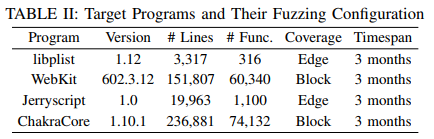 TABLE II: Target Programs and Their Fuzzing Configuration
Program Version # Lines # Func. Coverage Timespan
libplist 1.12 3,317 316 Edge 3 months
WebKit 602.3.12 151,807 60,340 Block 3 months
Jerryscript 1.0 19,963 1,100 Edge 3 months
ChakraCore 1.10.1 236,881 74,132 Block 3 months